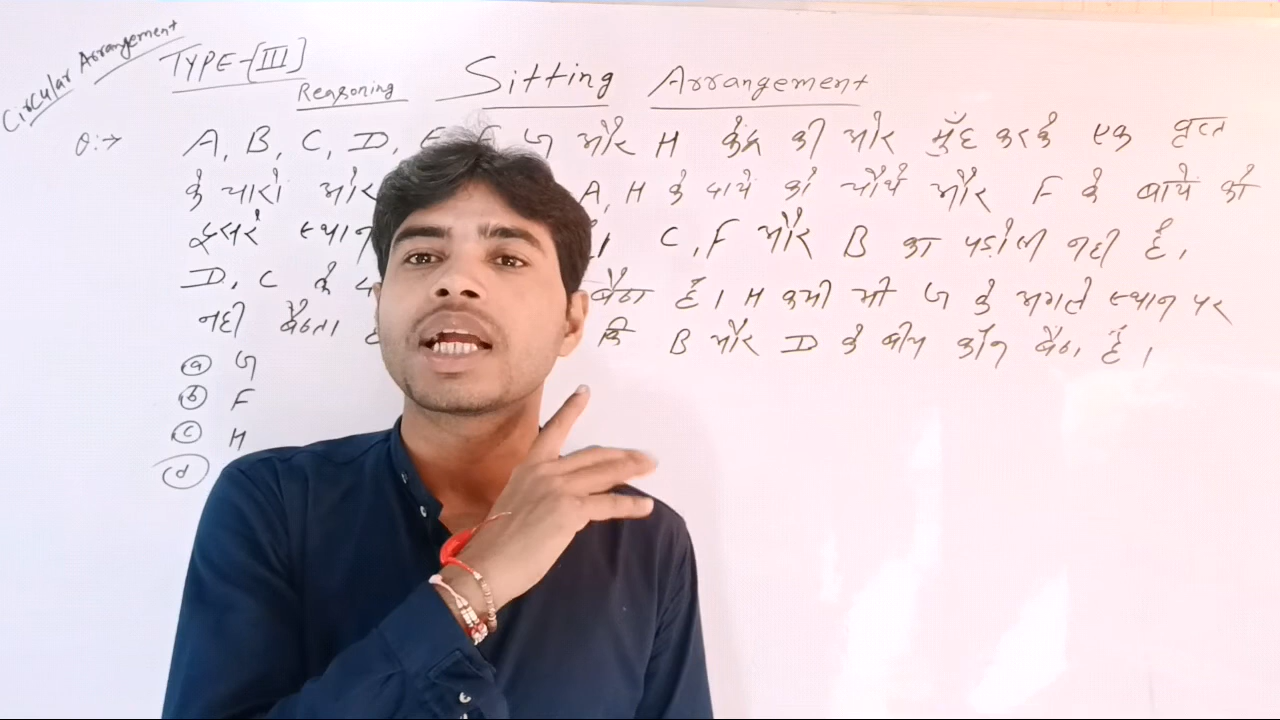 Circular Arrangement
TYPE-[III]
Reasoning Sitting Arrangement
Q:→ A, B, C, D, E, F, G और H केंद्र की ओर मुँह करके एक वृत्त
के चारो ओर A, H के दाये को चौथे और F के बाये को
दुसरे स्थान C, F और B का पड़ोसी नही है,
D, C के बैठा है। H कभी भी G के अगले स्थान पर
नही बैठता कि B और D के बीच कौन बैठा है।
(a) G
(b) F
(c) H
(d)